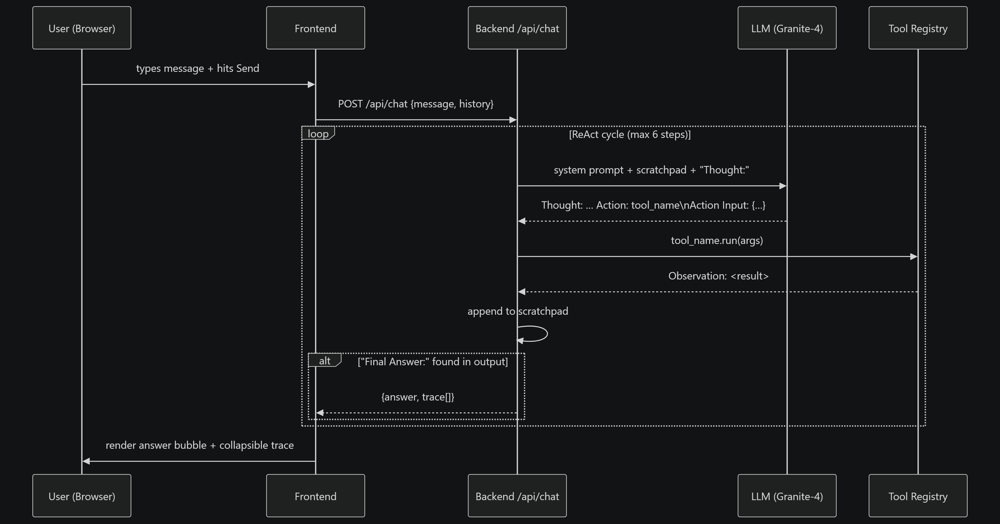 User (Browser)
Frontend
Backend /api/chat
LLM (Granite-4)
Tool Registry
types message + hits Send
POST /api/chat {message, history}
loop
[ReAct cycle (max 6 steps)]
system prompt + scratchpad + "Thought:"
Thought: ... Action: tool_name\nAction Input: {...}
tool_name.run(args)
Observation: <result>
append to scratchpad
alt
["Final Answer:" found in output]
{answer, trace[]}
render answer bubble + collapsible trace
User (Browser)
Frontend
Backend /api/chat
LLM (Granite-4)
Tool Registry